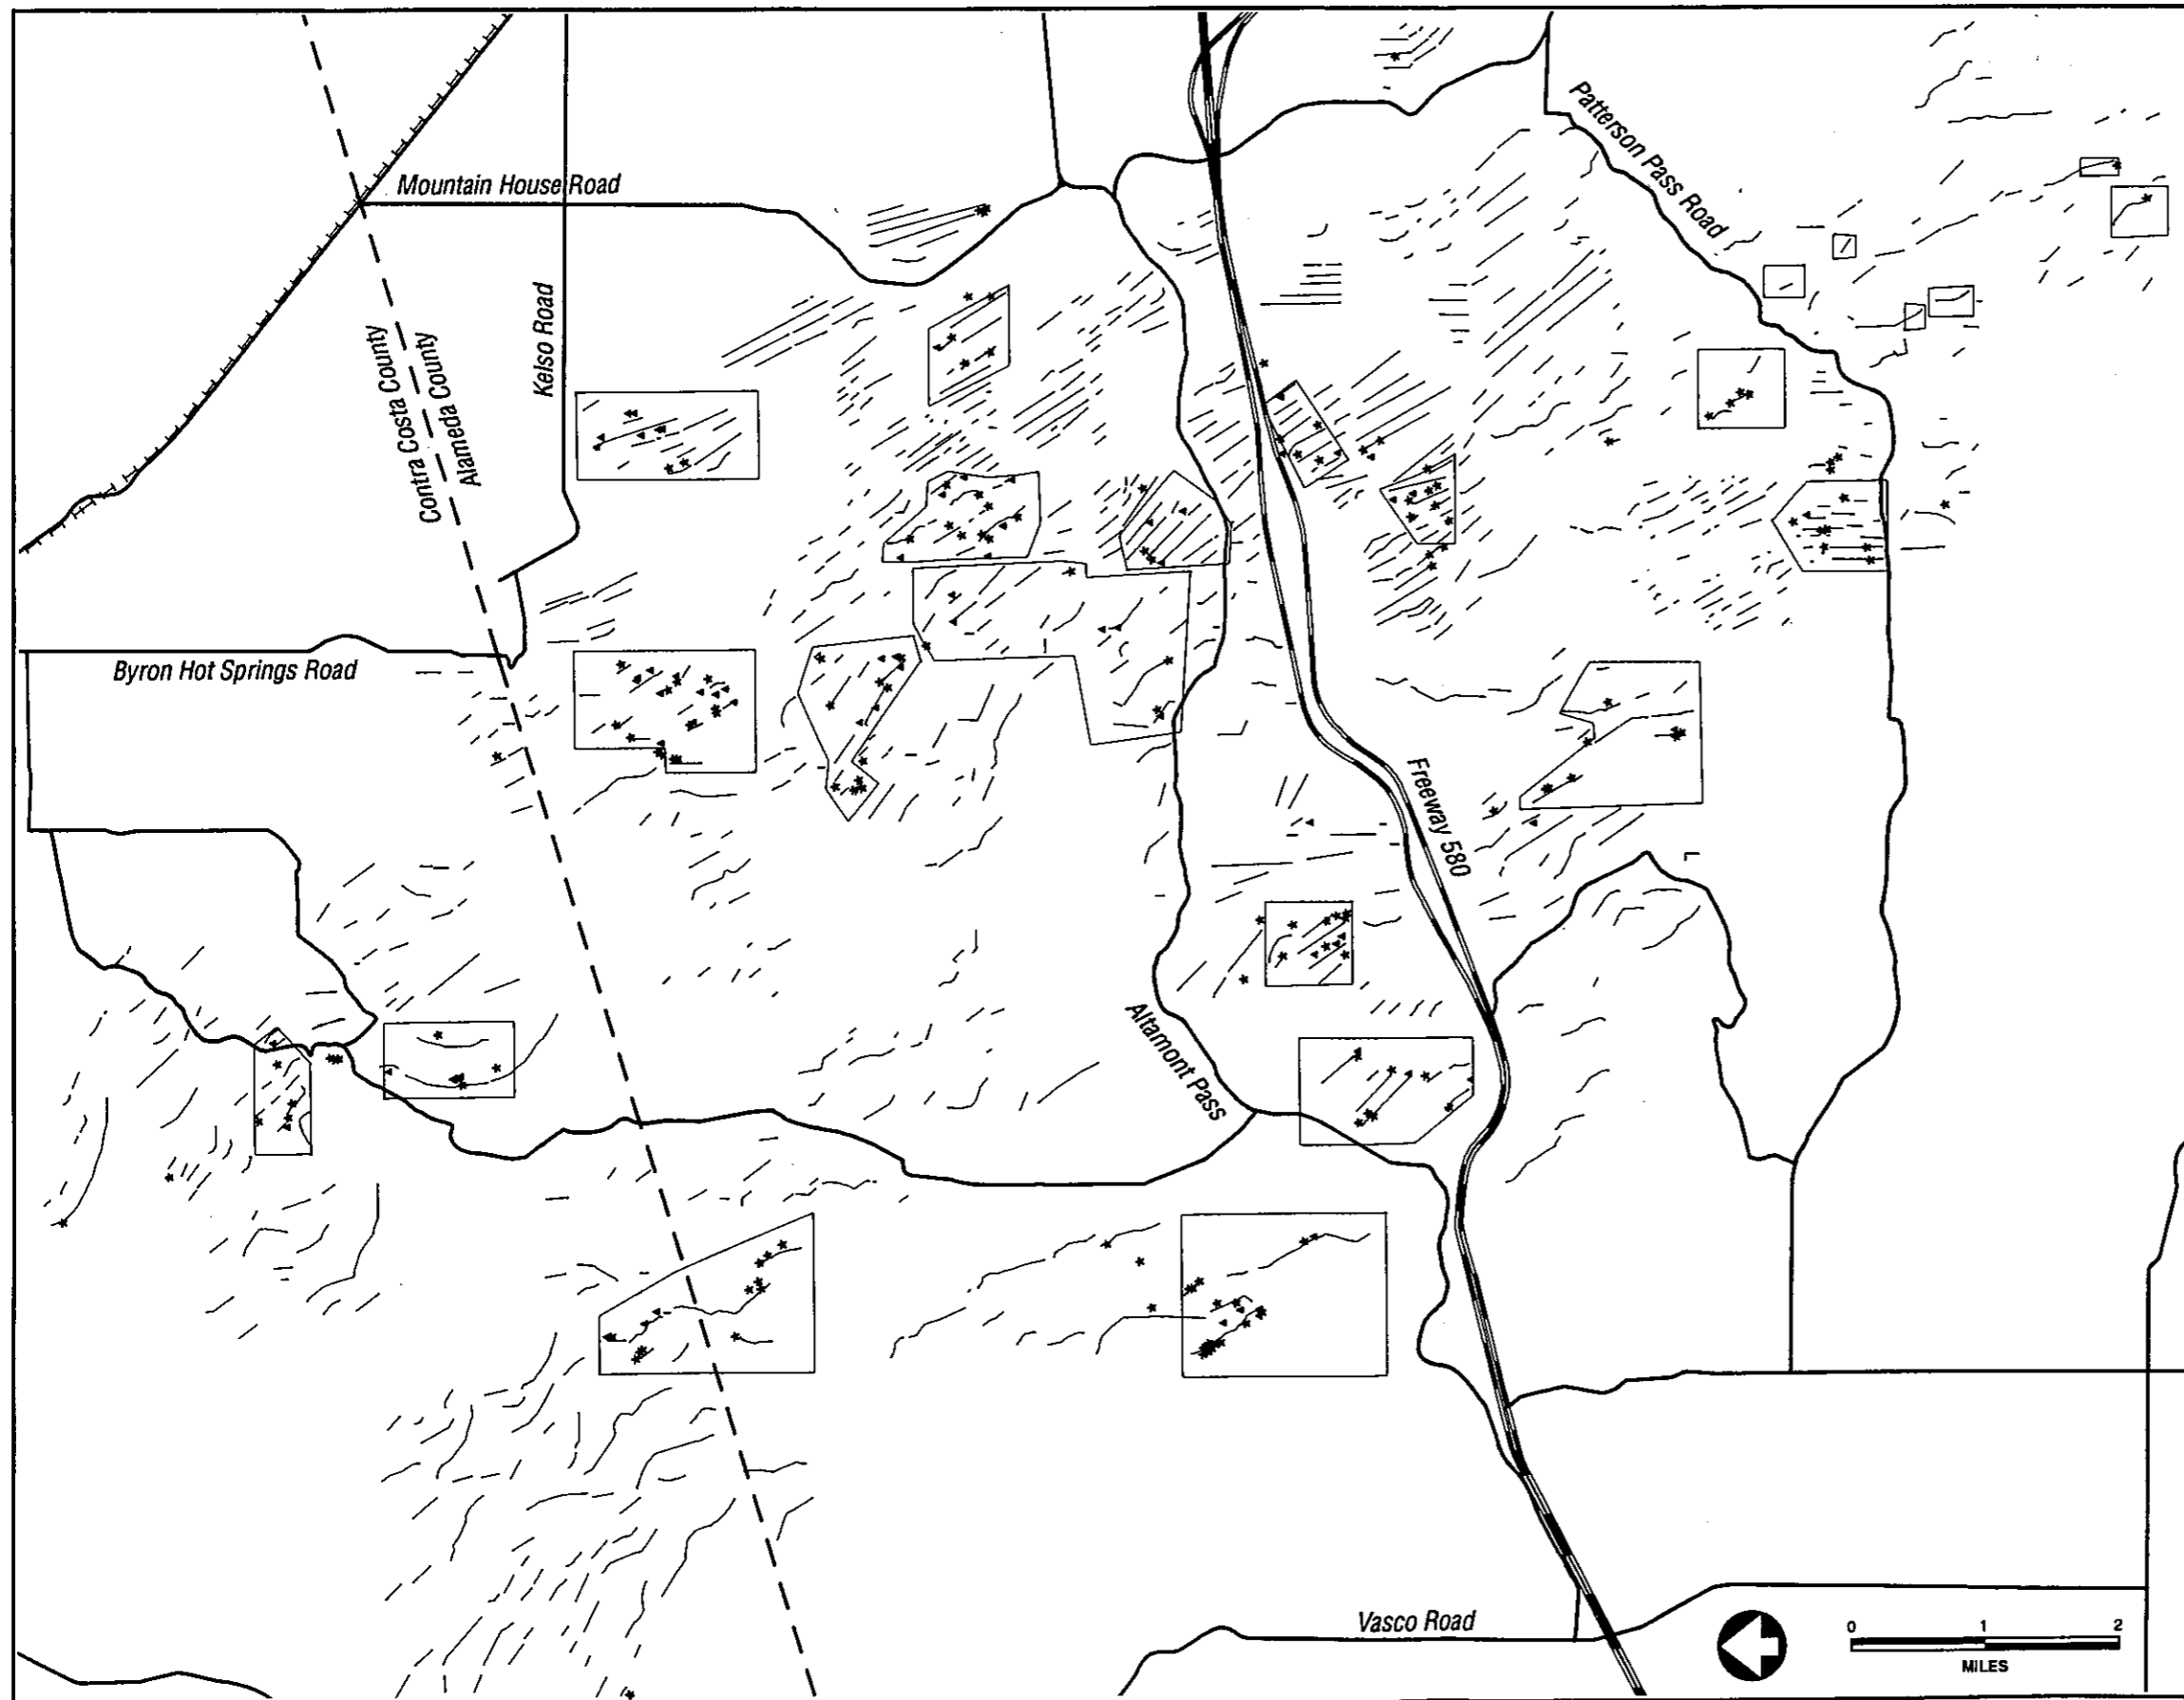 Patterson Pass Road
Mountain House Road
Kelso Road
Contra Costa County
Alameda County
Byron Hot Springs Road
Freeway 580
Altamont Pass
Vasco Road
0 1 2
MILES